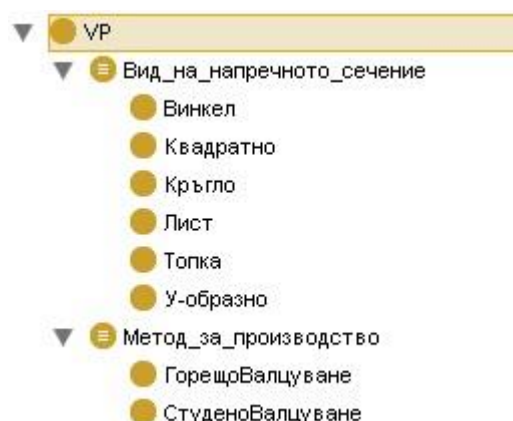 VP
Вид_на_напречното_сечение
Винкел
Квадратно
Кръгло
Лист
Топка
У-образно
Метод_за_производство
ГорещоВалцуване
СтуденоВалцуване